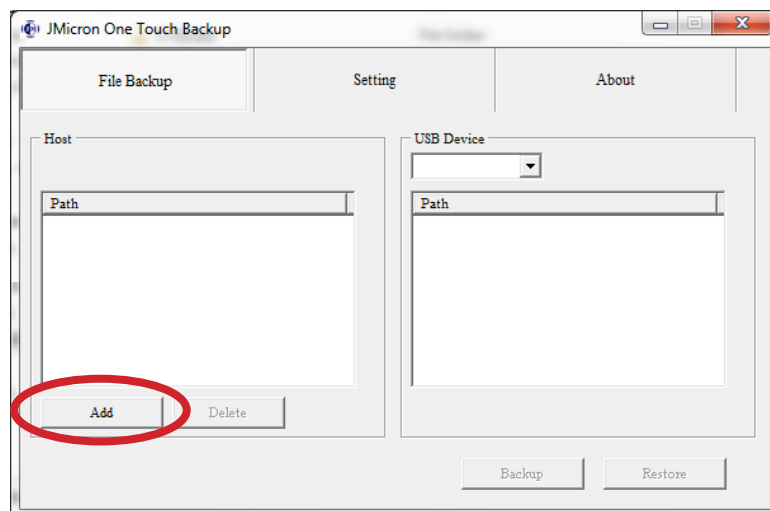 JMicron One Touch Backup
File Backup
Setting
About
Host
USB Device
Path
Path
Add
Delete
Backup
Restore